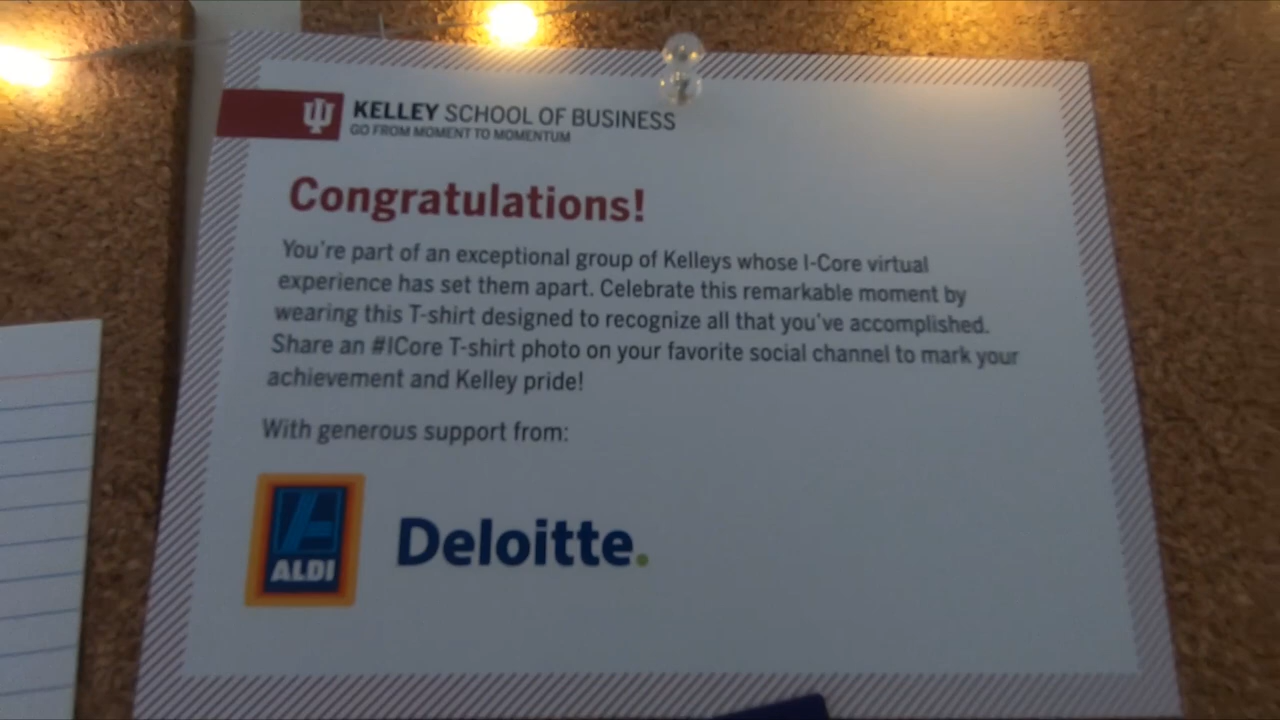 KELLEY SCHOOL OF BUSINESS
GO FROM MOMENT TO MOMENTUM
Congratulations!
You're part of an exceptional group of Kelleys whose I-Core virtual
experience has set them apart. Celebrate this remarkable moment by
wearing this T-shirt designed to recognize all that you've accomplished.
Share an #ICore T-shirt photo on your favorite social channel to mark your
achievement and Kelley pride!
With generous support from:
ALDI
Deloitte.